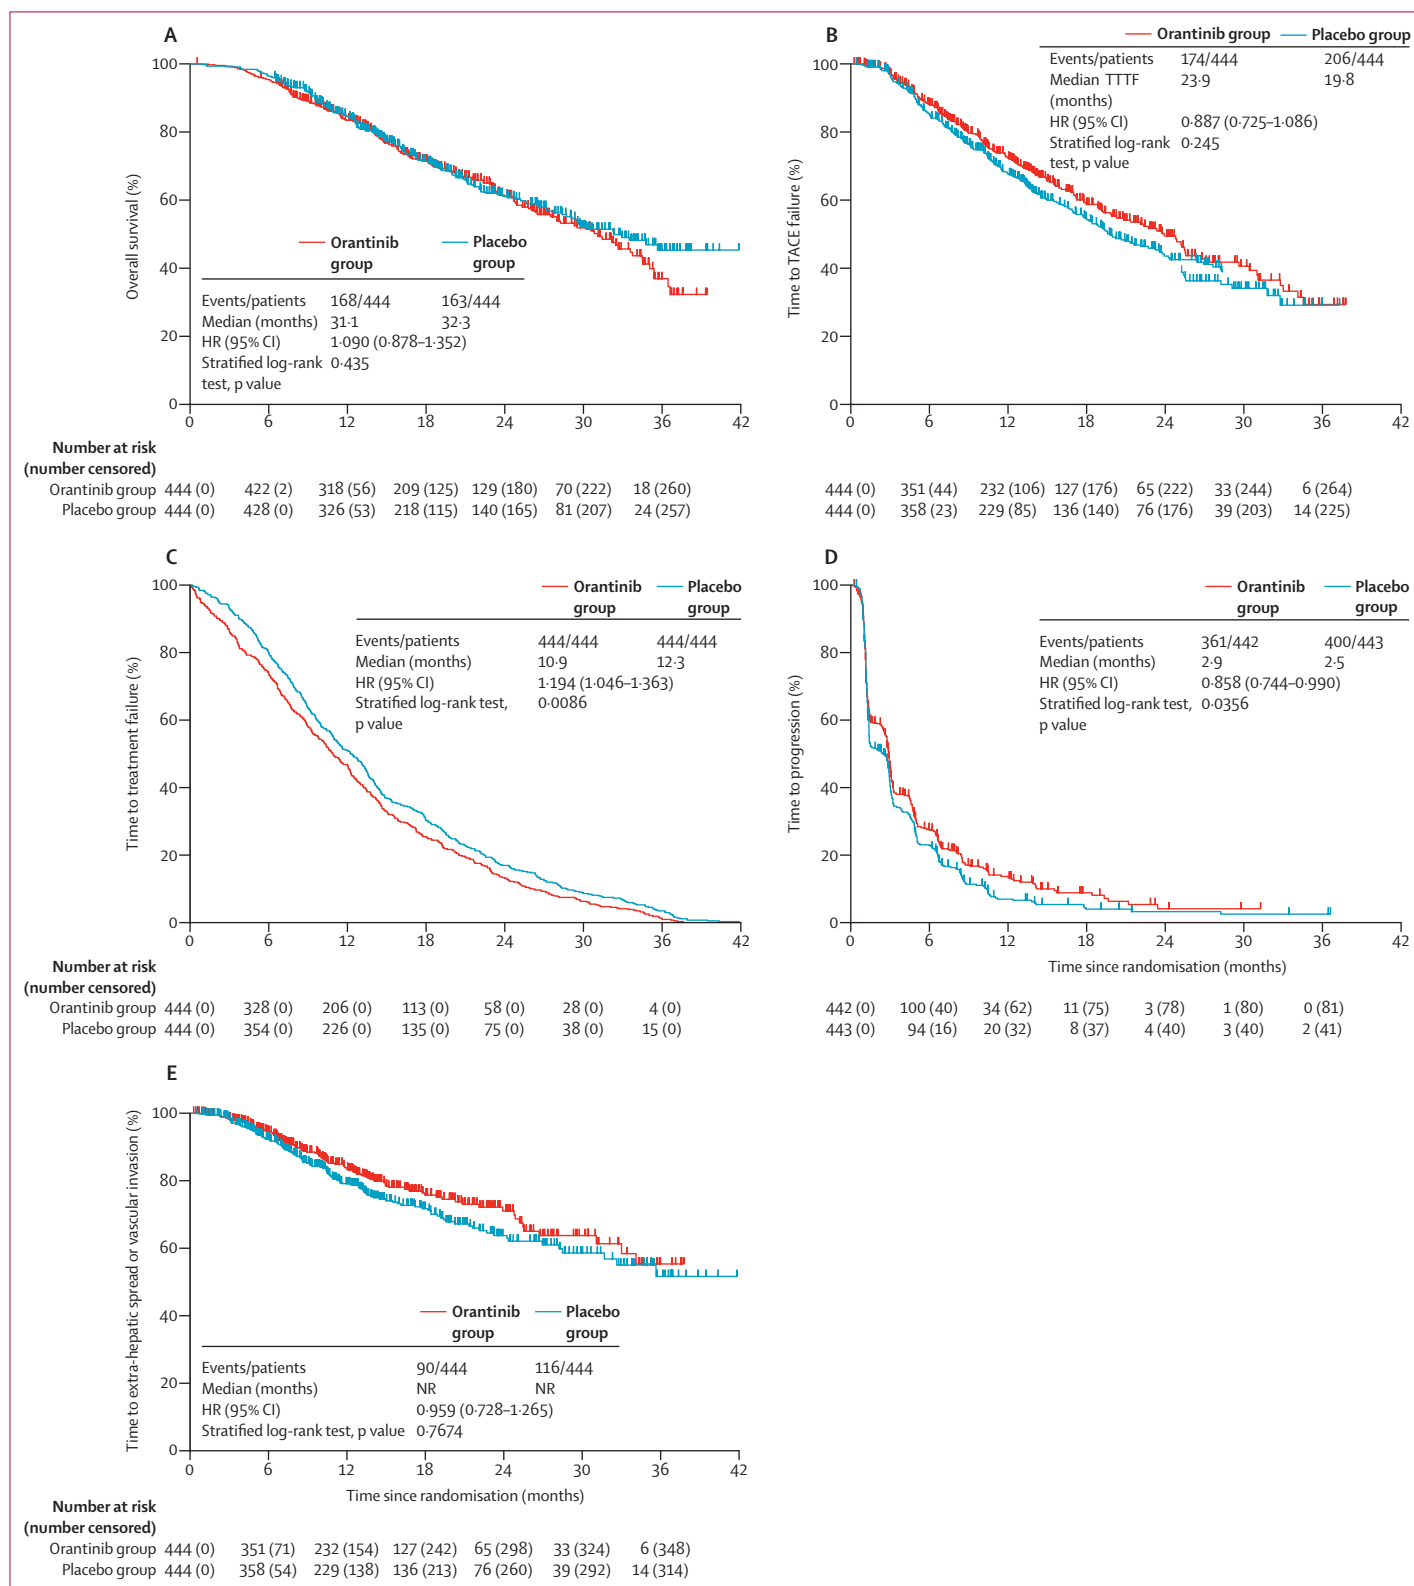 A
Overall survival (%)
100
80
60
40
20
0
Orantinib group
Placebo group
Events/patients 168/444 163/444
Median (months) 31·1 32·3
HR (95% CI) 1·090 (0·878–1·352)
Stratified log-rank 0·435
test, p value
0 6 12 18 24 30 36 42
Number at risk
(number censored)
Orantinib group 444 (0) 422 (2) 318 (56) 209 (125) 129 (180) 70 (222) 18 (260)
Placebo group 444 (0) 428 (0) 326 (53) 218 (115) 140 (165) 81 (207) 24 (257)
B
Time to TACE failure (%)
100
80
60
40
20
0
Orantinib group Placebo group
Events/patients 174/444 206/444
Median TTTF 23·9 19·8
(months)
HR (95% CI) 0·887 (0·725–1·086)
Stratified log-rank 0·245
test, p value
0 6 12 18 24 30 36 42
444 (0) 351 (44) 232 (106) 127 (176) 65 (222) 33 (244) 6 (264)
444 (0) 358 (23) 229 (85) 136 (140) 76 (176) 39 (203) 14 (225)
C
Time to treatment failure (%)
100
80
60
40
20
0
Orantinib group
Placebo group
Events/patients 444/444 444/444
Median (months) 10·9 12·3
HR (95% CI) 1·194 (1·046–1·363)
Stratified log-rank test, 0·0086
p value
0 6 12 18 24 30 36 42
Number at risk
(number censored)
Orantinib group 444 (0) 328 (0) 206 (0) 113 (0) 58 (0) 28 (0) 4 (0)
Placebo group 444 (0) 354 (0) 226 (0) 135 (0) 75 (0) 38 (0) 15 (0)
D
Time to progression (%)
100
80
60
40
20
0
Orantinib group
Placebo group
Events/patients 361/442 400/443
Median (months) 2·9 2·5
HR (95% CI) 0·858 (0·744–0·990)
Stratified log-rank test, 0·0356
p value
0 6 12 18 24 30 36 42
Time since randomisation (months)
442 (0) 100 (40) 34 (62) 11 (75) 3 (78) 1 (80) 0 (81)
443 (0) 94 (16) 20 (32) 8 (37) 4 (40) 3 (40) 2 (41)
E
Time to extra-hepatic spread or vascular invasion (%)
100
80
60
40
20
0
Orantinib group
Placebo group
Events/patients 90/444 116/444
Median (months) NR NR
HR (95% CI) 0·959 (0·728–1·265)
Stratified log-rank test, p value 0·7674
0 6 12 18 24 30 36 42
Time since randomisation (months)
Number at risk
(number censored)
Orantinib group 444 (0) 351 (71) 232 (154) 127 (242) 65 (298) 33 (324) 6 (348)
Placebo group 444 (0) 358 (54) 229 (138) 136 (213) 76 (260) 39 (292) 14 (314)